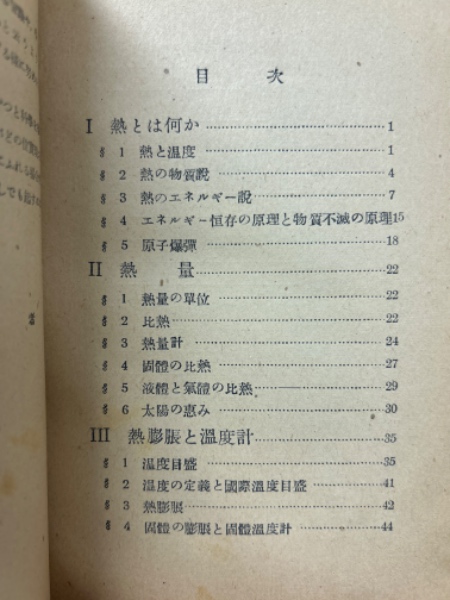 目次
I 熱とは何か 1
§ 1 熱と溫度 1
§ 2 熱の物質說 4
§ 3 熱のエネルギー說 7
§ 4 エネルギー恒存の原理と物質不滅の原理 15
§ 5 原子爆彈 18
II 熱量 22
§ 1 熱量の單位 22
§ 2 比熱 22
§ 3 熱量計 24
§ 4 固體の比熱 27
§ 5 液體と氣體の比熱 29
§ 6 太陽の惠み 30
III 熱膨脹と溫度計 35
§ 1 溫度目盛 35
§ 2 溫度の定義と國際溫度目盛 41
§ 3 熱膨脹 42
§ 4 固體の膨脹と固體溫度計 44